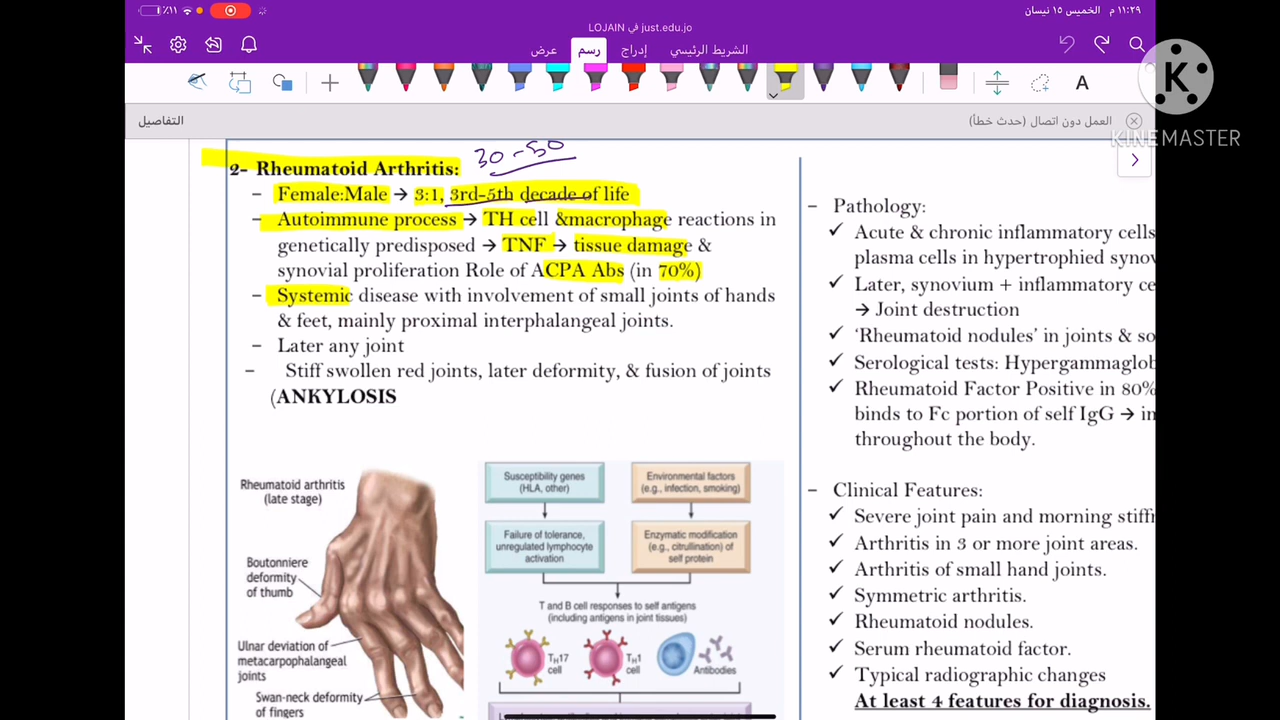 ١١٪
١١:٢٩ م الخميس ١٥ نيسان
LOJAIN في just.edu.jo
الشريط الرئيسي إدراج رسم عرض
A
التفاصيل
العمل دون اتصال (حدث خطأ)
K
KINEMASTER
30-50
2- Rheumatoid Arthritis:
- Female:Male → 3:1, 3rd-5th decade of life
- Autoimmune process → TH cell &macrophage reactions in
genetically predisposed → TNF → tissue damage &
synovial proliferation Role of ACPA Abs (in 70%)
- Systemic disease with involvement of small joints of hands
& feet, mainly proximal interphalangeal joints.
- Later any joint
- Stiff swollen red joints, later deformity, & fusion of joints
(ANKYLOSIS
Rheumatoid arthritis
(late stage)
Boutonniere
deformity
of thumb
Ulnar deviation of
metacarpophalangeal
joints
Swan-neck deformity
of fingers
Susceptibility genes
(HLA, other)
Environmental factors
(e.g., infection, smoking)
Failure of tolerance,
unregulated lymphocyte
activation
Enzymatic modification
(e.g., citrullination) of
self protein
T and B cell responses to self antigens
(including antigens in joint tissues)
TH17
cell
TH1
cell
Antibodies
- Pathology:
✓ Acute & chronic inflammatory cells
plasma cells in hypertrophied synov
✓ Later, synovium + inflammatory ce
→ Joint destruction
✓ ‘Rheumatoid nodules’ in joints & so
✓ Serological tests: Hypergammaglob
✓ Rheumatoid Factor Positive in 80%
binds to Fc portion of self IgG → in
throughout the body.
- Clinical Features:
✓ Severe joint pain and morning stiff
✓ Arthritis in 3 or more joint areas.
✓ Arthritis of small hand joints.
✓ Symmetric arthritis.
✓ Rheumatoid nodules.
✓ Serum rheumatoid factor.
✓ Typical radiographic changes
At least 4 features for diagnosis.